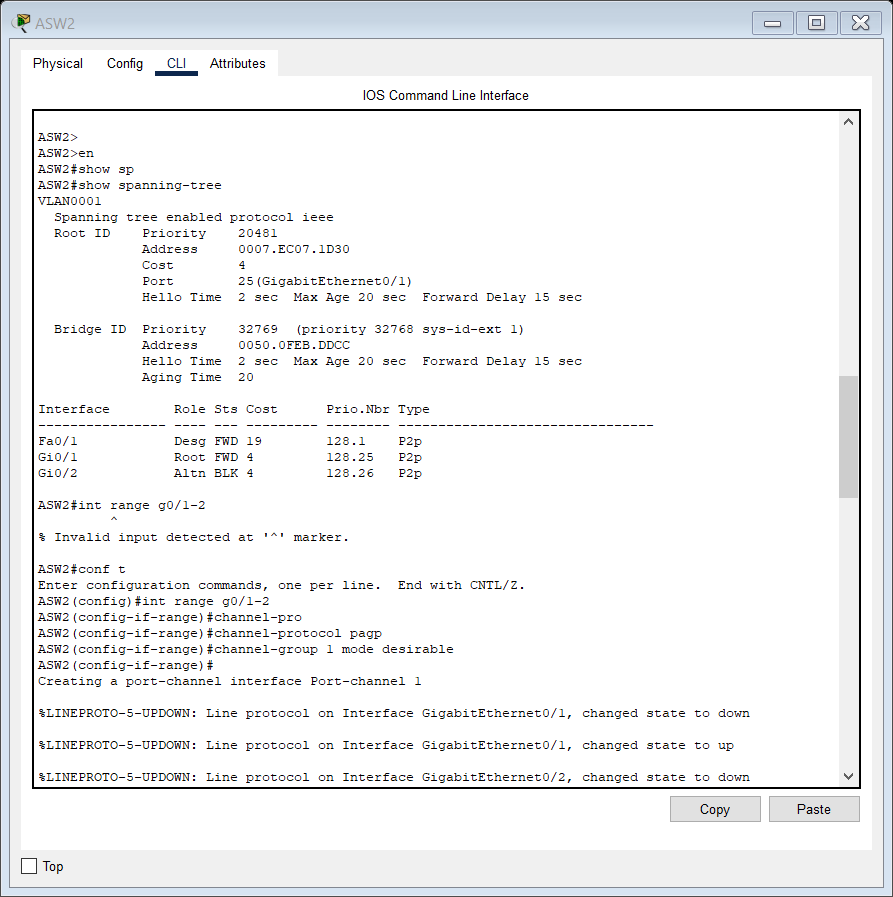 ASW2
Physical Config CLI Attributes
IOS Command Line Interface
ASW2>
ASW2>en
ASW2#show sp
ASW2#show spanning-tree
VLAN0001
  Spanning tree enabled protocol ieee
  Root ID    Priority    20481
             Address     0007.EC07.1D30
             Cost        4
             Port        25(GigabitEthernet0/1)
             Hello Time  2 sec  Max Age 20 sec  Forward Delay 15 sec
  Bridge ID  Priority    32769  (priority 32768 sys-id-ext 1)
             Address     0050.0FEB.DDCC
             Hello Time  2 sec  Max Age 20 sec  Forward Delay 15 sec
             Aging Time  20
Interface        Role Sts Cost      Prio.Nbr Type
---------------- ---- --- --------- -------- --------------------------------
Fa0/1            Desg FWD 19        128.1    P2p
Gi0/1            Root FWD 4         128.25   P2p
Gi0/2            Altn BLK 4         128.26   P2p
ASW2#int range g0/1-2
         ^
% Invalid input detected at '^' marker.
ASW2#conf t
Enter configuration commands, one per line.  End with CNTL/Z.
ASW2(config)#int range g0/1-2
ASW2(config-if-range)#channel-pro
ASW2(config-if-range)#channel-protocol pagp
ASW2(config-if-range)#channel-group 1 mode desirable
ASW2(config-if-range)#
Creating a port-channel interface Port-channel 1
%LINEPROTO-5-UPDOWN: Line protocol on Interface GigabitEthernet0/1, changed state to down
%LINEPROTO-5-UPDOWN: Line protocol on Interface GigabitEthernet0/1, changed state to up
%LINEPROTO-5-UPDOWN: Line protocol on Interface GigabitEthernet0/2, changed state to down
Copy Paste
Top